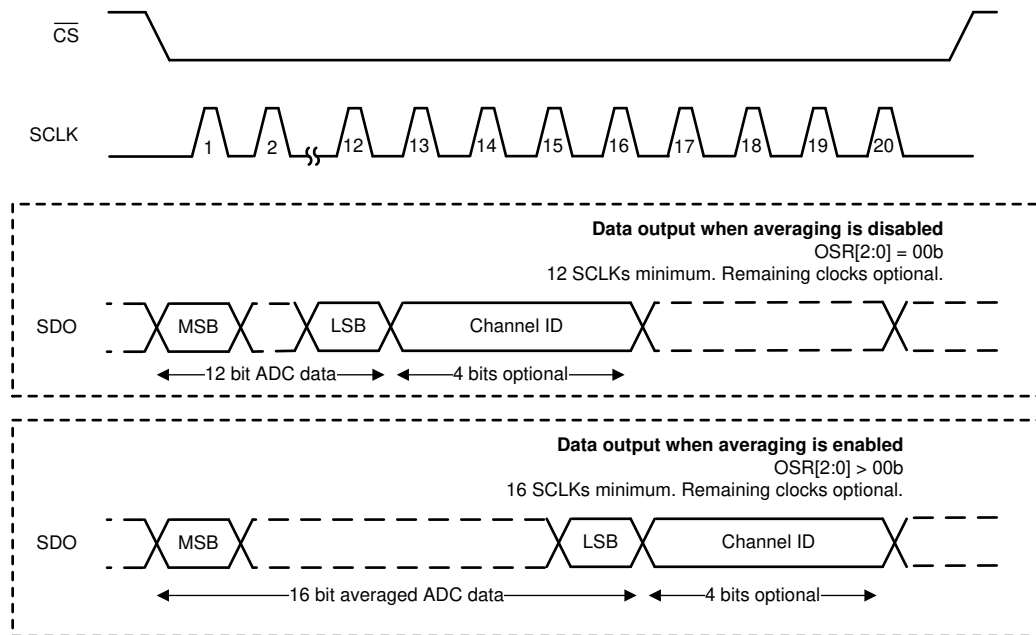 CS
SCLK
1 2 12 13 14 15 16 17 18 19 20
Data output when averaging is disabled
OSR[2:0] = 00b
12 SCLKs minimum. Remaining clocks optional.
SDO MSB LSB Channel ID
12 bit ADC data 4 bits optional
Data output when averaging is enabled
OSR[2:0] > 00b
16 SCLKs minimum. Remaining clocks optional.
SDO MSB LSB Channel ID
16 bit averaged ADC data 4 bits optional